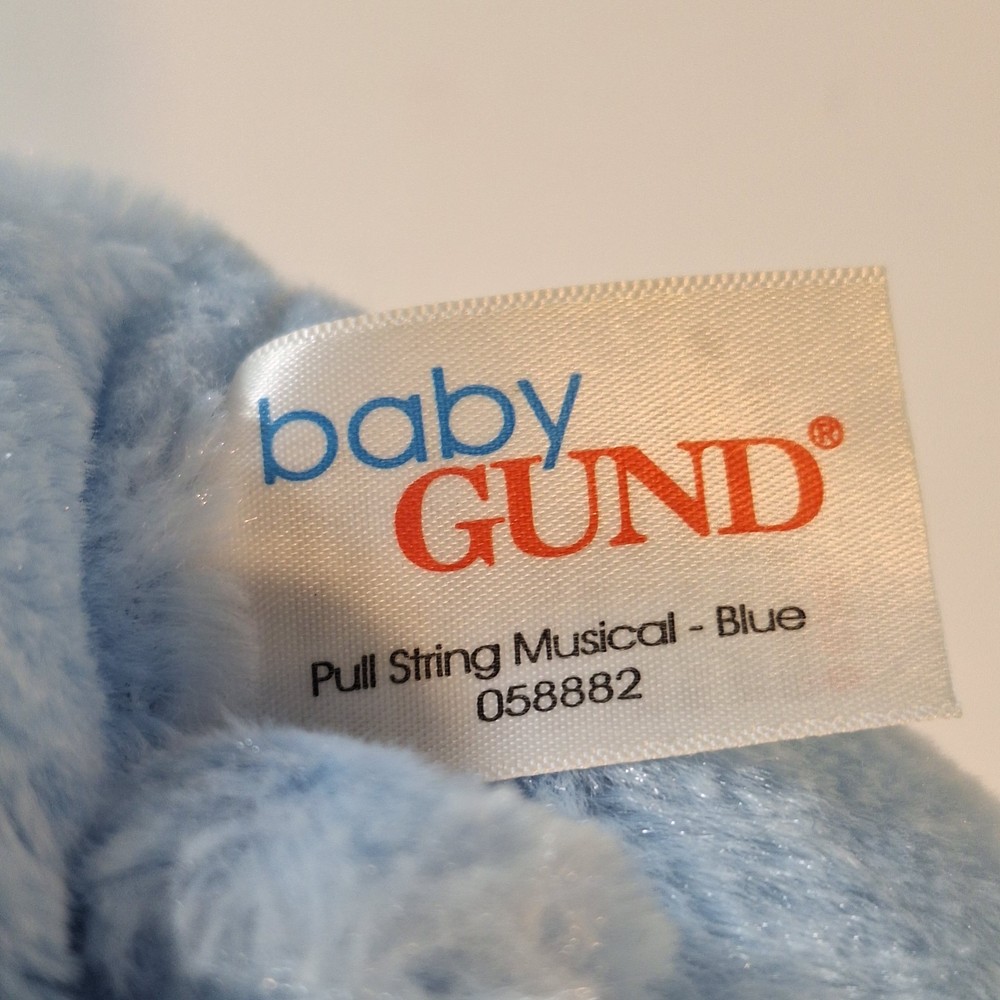 baby
GUND®
Pull String Musical - Blue
058882